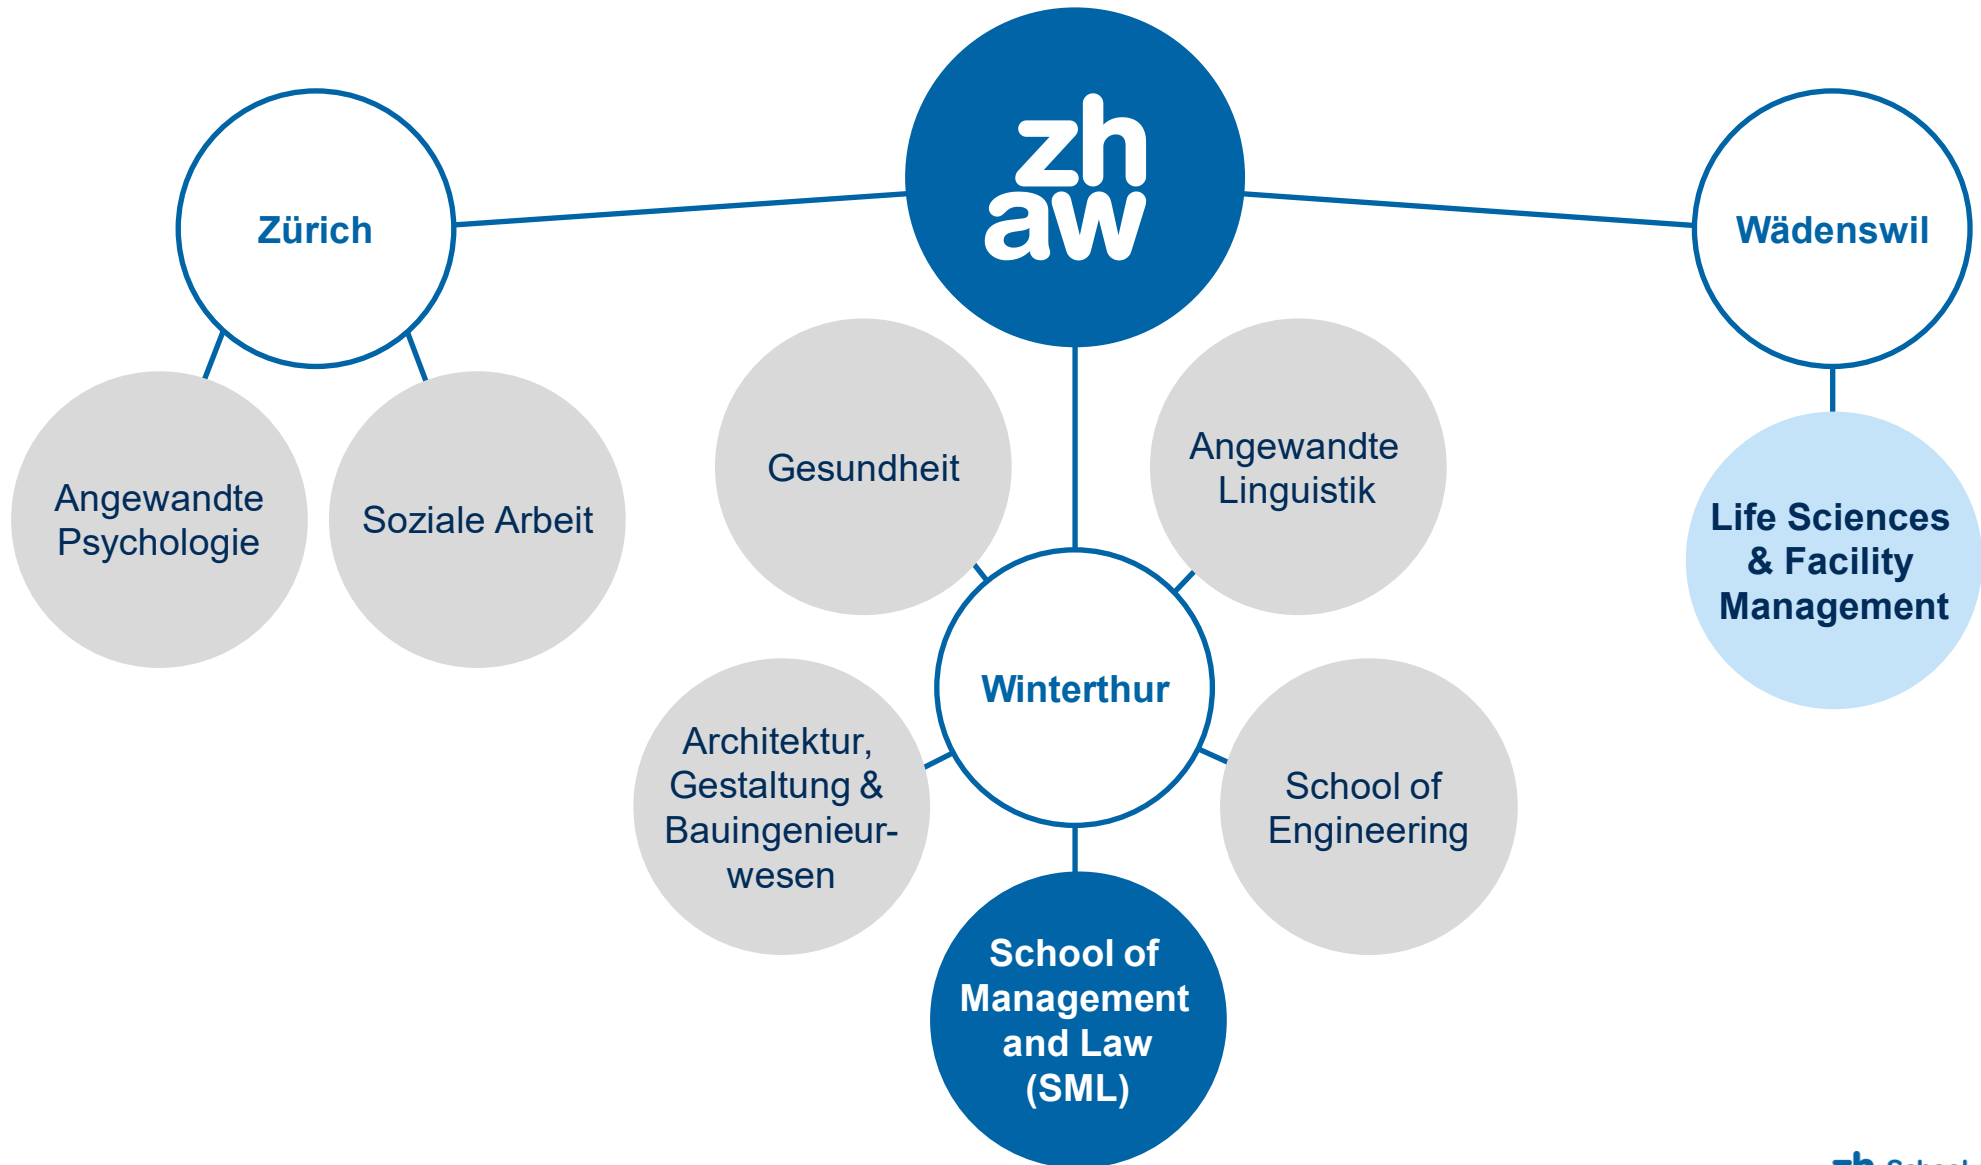 zh
aw
Zürich
Wädenswil
Angewandte
Psychologie
Soziale Arbeit
Gesundheit
Angewandte
Linguistik
Life Sciences
& Facility
Management
Winterthur
Architektur,
Gestaltung &
Bauingenieur-
wesen
School of
Engineering
School of
Management
and Law
(SML)
zh